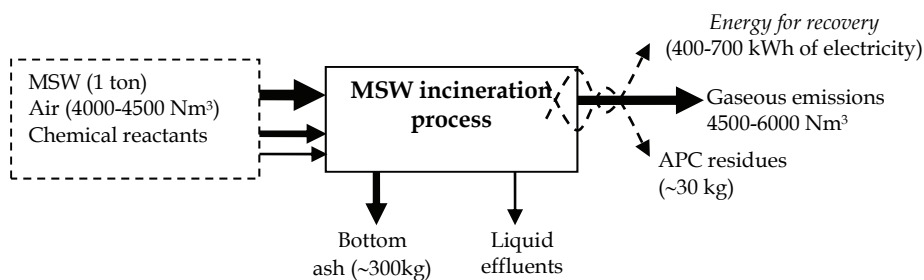 MSW (1 ton)
Air (4000-4500 Nm³)
Chemical reactants
MSW incineration
process
Energy for recovery
(400-700 kWh of electricity)
Gaseous emissions
4500-6000 Nm³
APC residues
(~30 kg)
Bottom
ash (~300kg)
Liquid
effluents